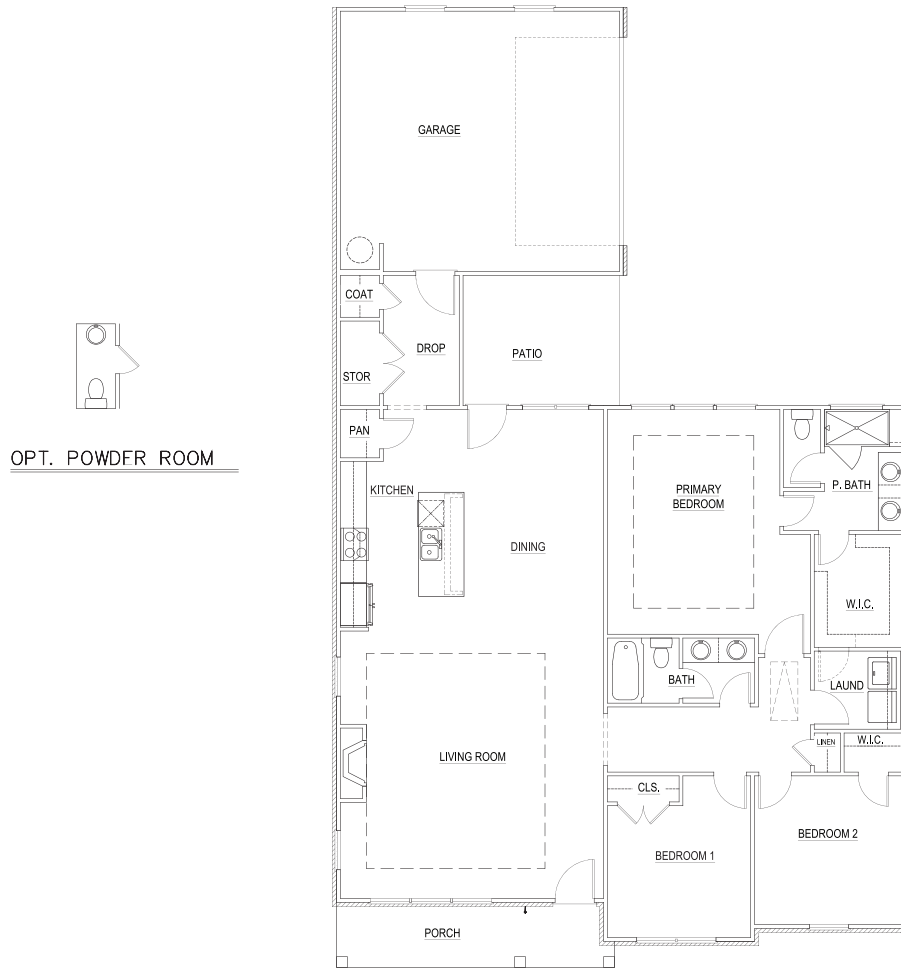 GARAGE
COAT
DROP
PATIO
STOR
PAN
OPT. POWDER ROOM
KITCHEN
PRIMARY
BEDROOM
P. BATH
DINING
W.I.C.
BATH
LAUND
LINEN
W.I.C.
LIVING ROOM
CLS.
BEDROOM 2
BEDROOM 1
PORCH